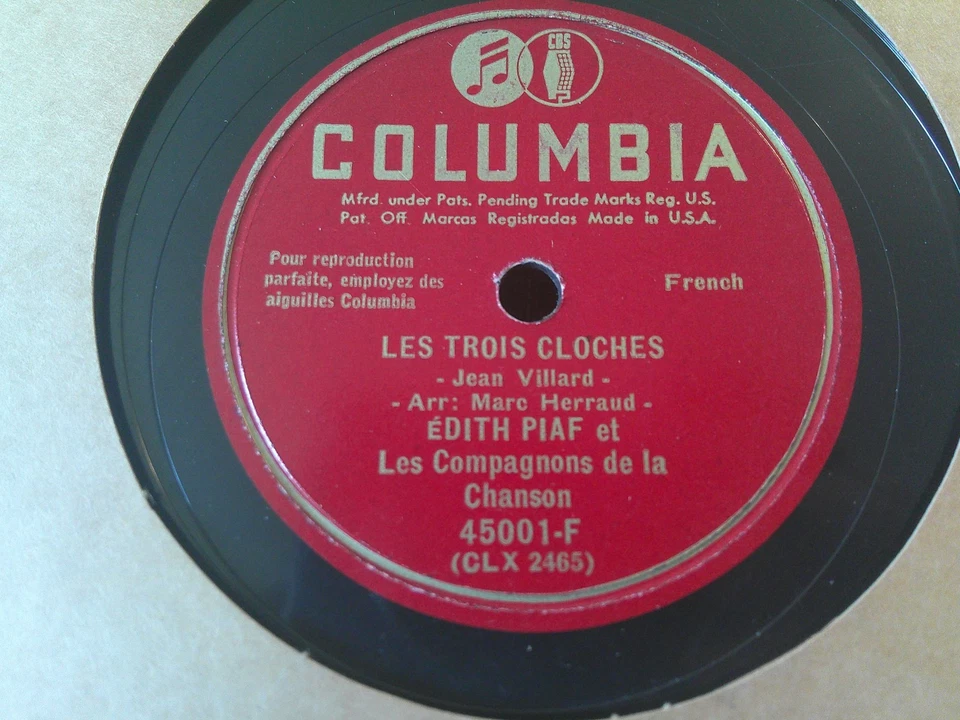 CBS
COLUMBIA
Mfrd. under Pats. Pending Trade Marks Reg. U.S.
Pat. Off. Marcas Registradas Made in U.S.A.
Pour reproduction
parfaite, employez des
aiguilles Columbia
French
LES TROIS CLOCHES
- Jean Villard -
- Arr: Marc Herraud -
ÉDITH PIAF et
Les Compagnons de la
Chanson
45001-F
(CLX 2465)